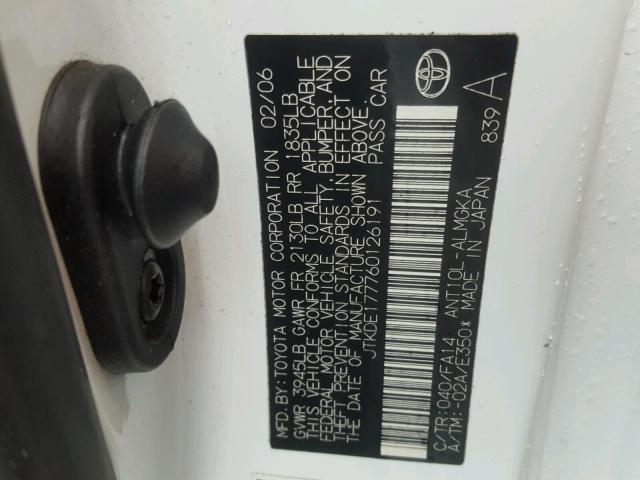 MFD. BY: TOYOTA MOTOR CORPORATION 02/06
GVWR 3945LB GAWR FR 2130LB RR 1835LB
THIS VEHICLE CONFORMS TO ALL APPLICABLE
FEDERAL MOTOR VEHICLE SAFETY, BUMPER, AND
THEFT PREVENTION STANDARDS IN EFFECT ON
THE DATE OF MANUFACTURE SHOWN ABOVE.
JTKDE177760126191 PASS CAR
C/TR: 040/FA14 ANT10L-ALMGKA
A/TM: -02A/E350* MADE IN JAPAN 839 A